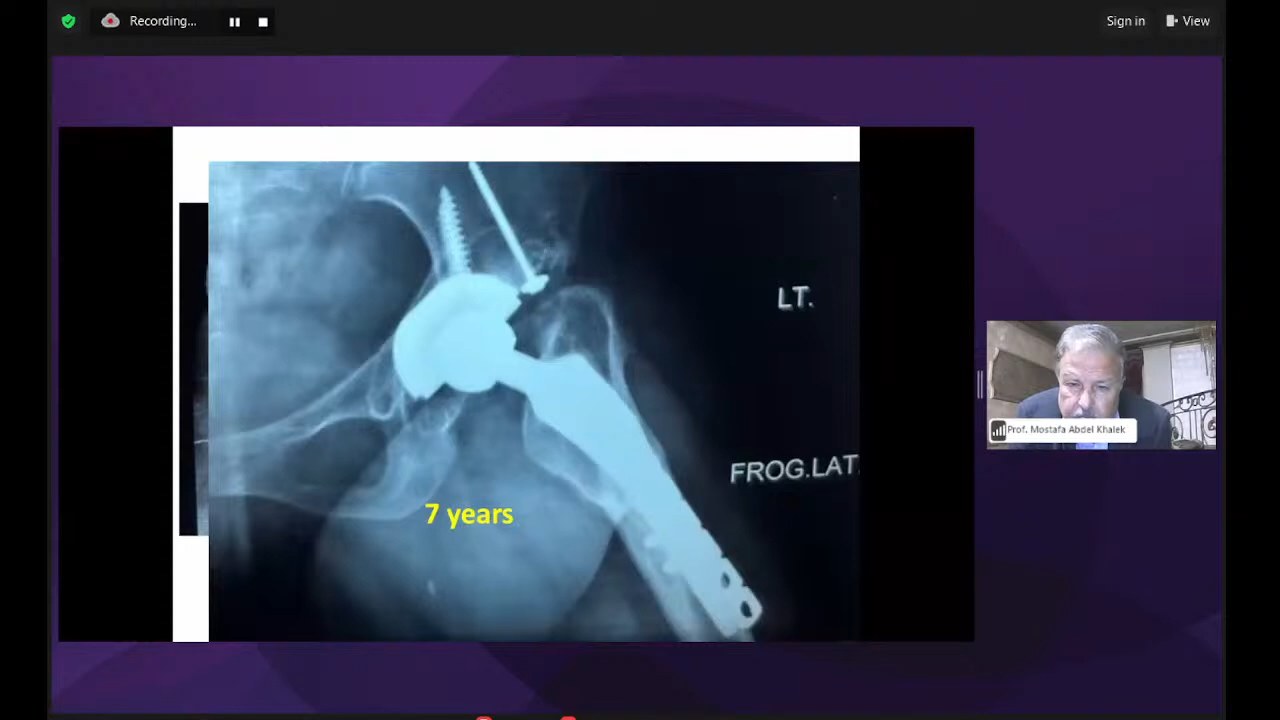 Recording...
Sign in
View
LT.
FROG.LAT.
7 years
Prof. Mostafa Abdel Khalek